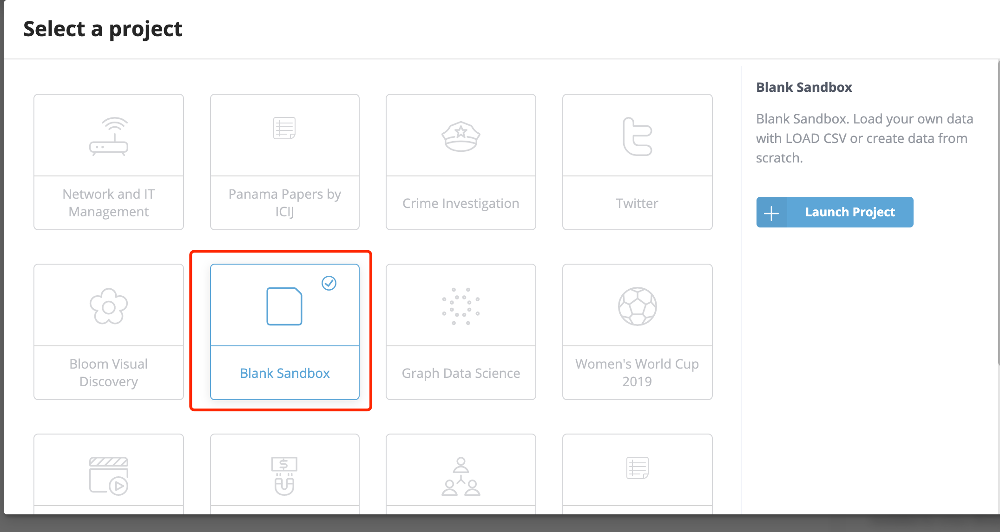 Select a project
Network and IT
Management
Panama Papers by
ICIJ
Crime Investigation
Twitter
Bloom Visual
Discovery
Blank Sandbox
Graph Data Science
Women's World Cup
2019
Blank Sandbox
Blank Sandbox. Load your own data
with LOAD CSV or create data from
scratch.
Launch Project